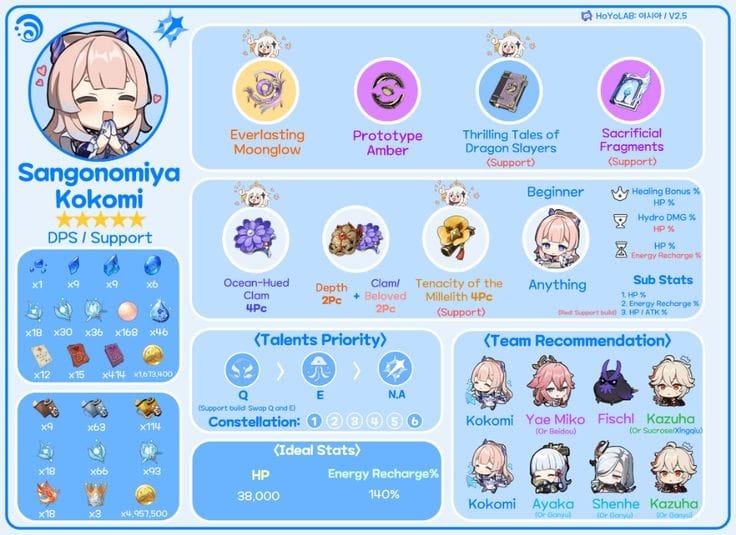 HoYoLAB: 아시아 / V2.5
Sangonomiya
Kokomi
DPS / Support
x1
x9
x9
x6
x18
x30
x36
x168
x46
x12
x15
x4~14
x1,673,400
x9
x63
x114
x18
x66
x93
x18
x3
x4,957,500
Everlasting
Moonglow
Prototype
Amber
Thrilling Tales of
Dragon Slayers
(Support)
Sacrificial
Fragments
(Support)
Ocean-Hued
Clam
4Pc
Depth
2Pc
+
Clam/
Beloved
2Pc
Tenacity of the
Millelith 4Pc
(Support)
Beginner
Anything
Healing Bonus %
HP %
Hydro DMG %
HP %
HP %
Energy Recharge %
Sub Stats
1. HP %
2. Energy Recharge %
3. HP / ATK %
(Red: Support build)
〈Talents Priority〉
Q
E
N.A
(Support build: Swap Q and E)
Constellation: 1 2 3 4 5 6
〈Ideal Stats〉
HP
38,000
Energy Recharge%
140%
〈Team Recommendation〉
Kokomi
Yae Miko
(Or Beidou)
Fischl
Kazuha
(Or Sucrose/Xingqiu)
Kokomi
Ayaka
(Or Ganyu)
Shenhe
(Or Ganyu)
Kazuha
(Or Ganyu)